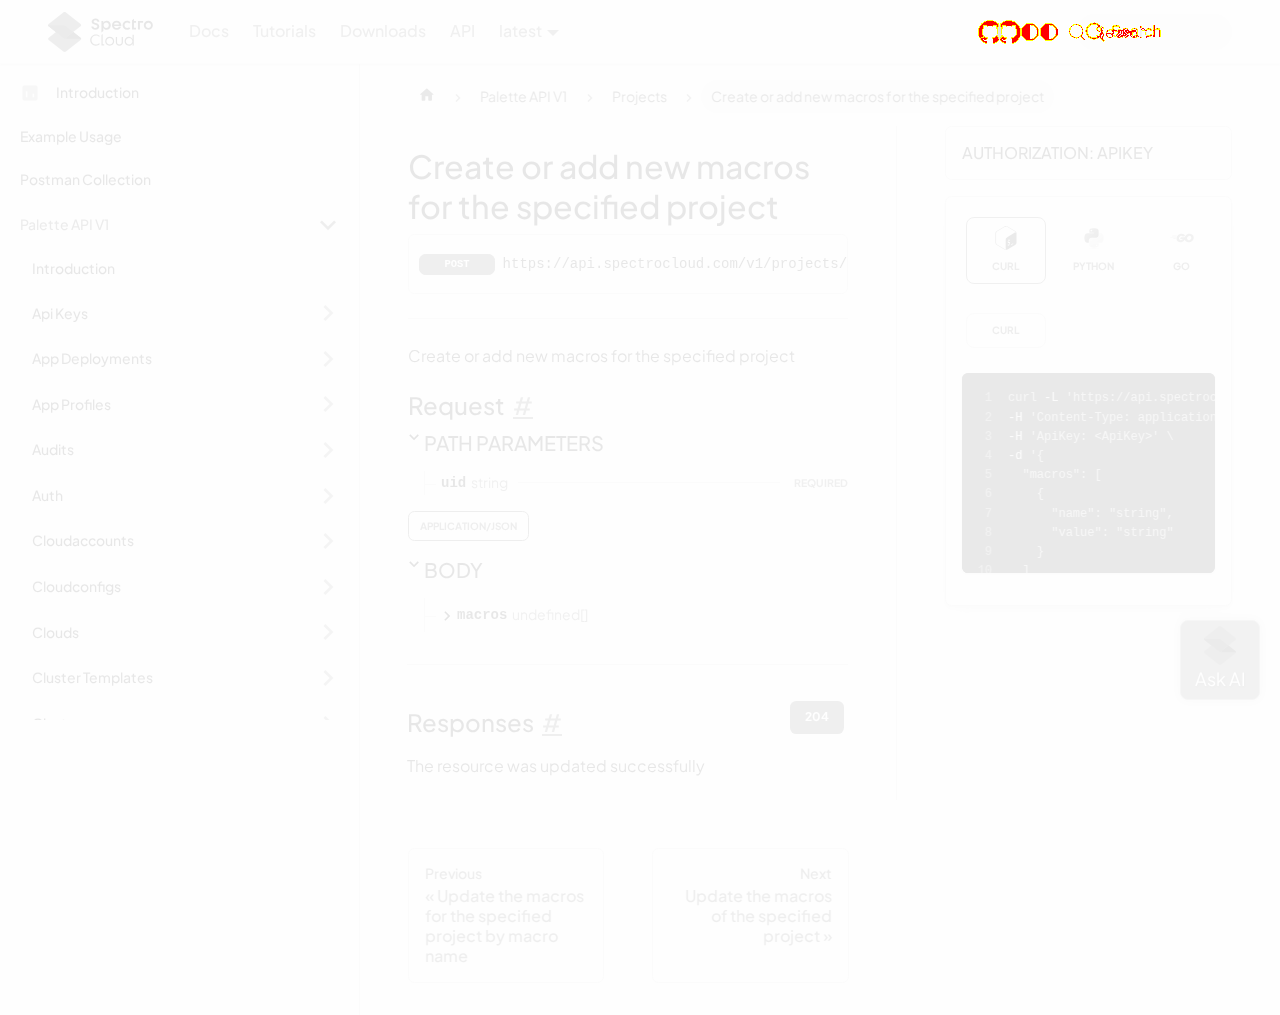 Spectro
Cloud
Docs
Tutorials
Downloads
API
latest
Introduction
Example Usage
Postman Collection
Palette API V1
Introduction
Api Keys
App Deployments
App Profiles
Audits
Auth
Cloudaccounts
Cloudconfigs
Clouds
Cluster Templates
Palette API V1
Projects
Create or add new macros for the specified project
Create or add new macros
for the specified project
POST
https://api.spectrocloud.com/v1/projects/
Create or add new macros for the specified project
Request #
PATH PARAMETERS
uid string
REQUIRED
APPLICATION/JSON
BODY
macros undefined[]
Responses #
204
The resource was updated successfully
Previous
« Update the macros
for the specified
project by macro
name
Next
Update the macros
of the specified
project »
AUTHORIZATION: APIKEY
CURL
PYTHON
GO
CURL
1 curl -L 'https://api.spectroc
2 -H 'Content-Type: application
3 -H 'ApiKey: <ApiKey>' \
4 -d '{
5 "macros": [
6 {
7 "name": "string",
8 "value": "string"
9 }
10 ]
Ask AI